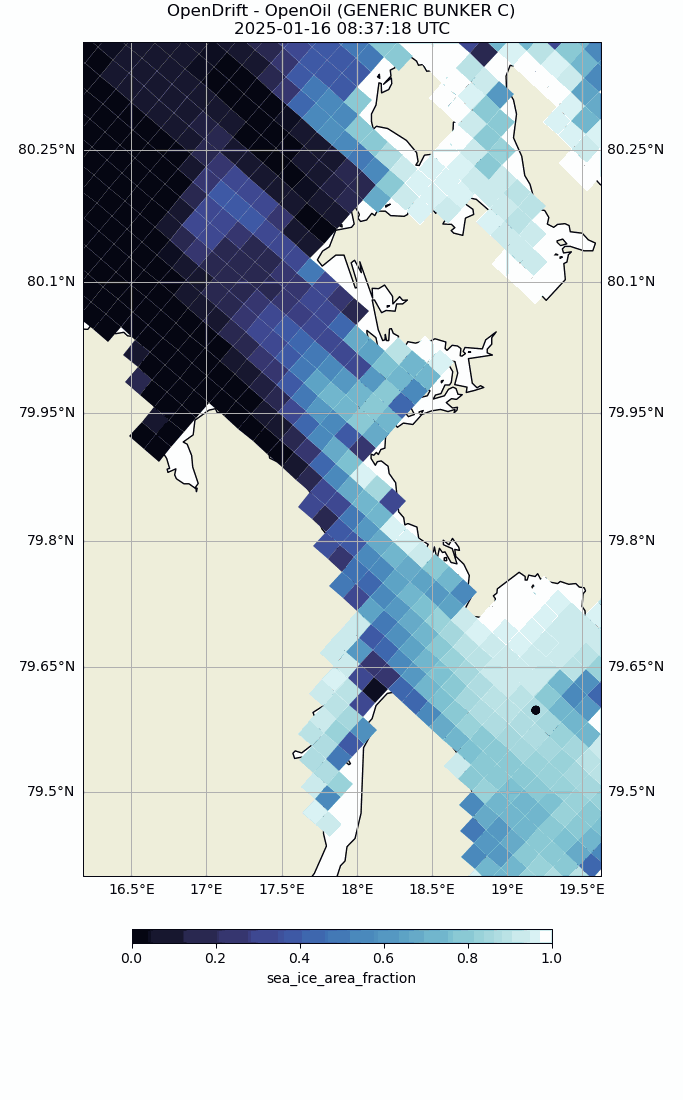 OpenDrift - OpenOil (GENERIC BUNKER C)
2025-01-16 08:37:18 UTC
80.25°N 80.25°N
80.1°N 80.1°N
79.95°N 79.95°N
79.8°N 79.8°N
79.65°N 79.65°N
79.5°N 79.5°N
16.5°E 17°E 17.5°E 18°E 18.5°E 19°E 19.5°E
0.0 0.2 0.4 0.6 0.8 1.0
sea_ice_area_fraction